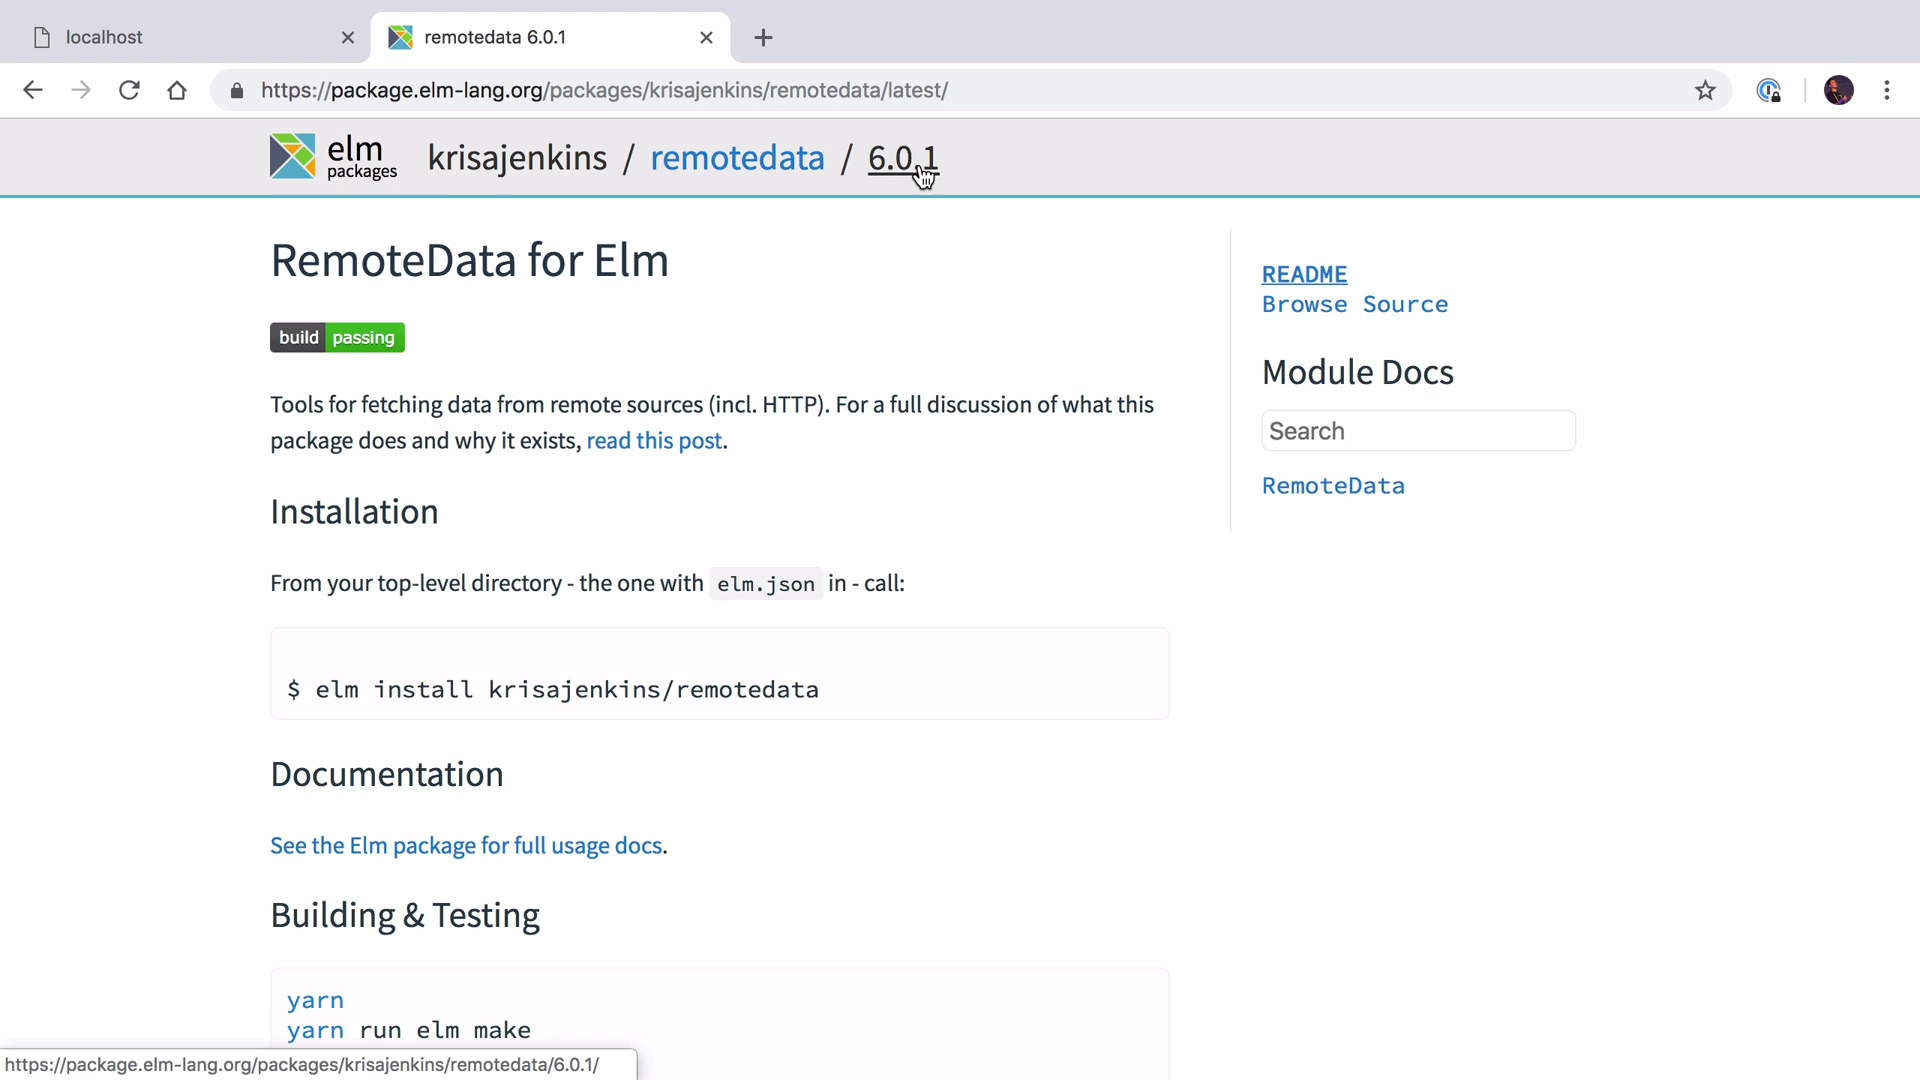 localhost
remotedata 6.0.1
https://package.elm-lang.org/packages/krisajenkins/remotedata/latest/
elm
packages
krisajenkins / remotedata / 6.0.1
RemoteData for Elm
build passing
Tools for fetching data from remote sources (incl. HTTP). For a full discussion of what this
package does and why it exists, read this post.
Installation
From your top-level directory - the one with elm.json in - call:
$ elm install krisajenkins/remotedata
Documentation
See the Elm package for full usage docs.
Building & Testing
yarn
yarn run elm make
README
Browse Source
Module Docs
Search
RemoteData
https://package.elm-lang.org/packages/krisajenkins/remotedata/6.0.1/